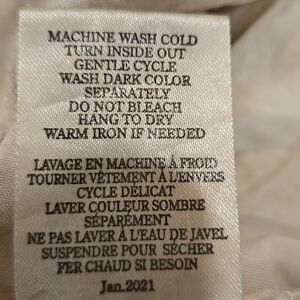 MACHINE WASH COLD
TURN INSIDE OUT
GENTLE CYCLE
WASH DARK COLOR
SEPARATELY
DO NOT BLEACH
HANG TO DRY
WARM IRON IF NEEDED
LAVAGE EN MACHINE À FROID
TOURNER VÊTEMENT À L'ENVERS
CYCLE DÉLICAT
LAVER COULEUR SOMBRE
SÉPARÉMENT
NE PAS LAVER À L'EAU DE JAVEL
SUSPENDRE POUR SÉCHER
FER CHAUD SI BESOIN
Jan.2021